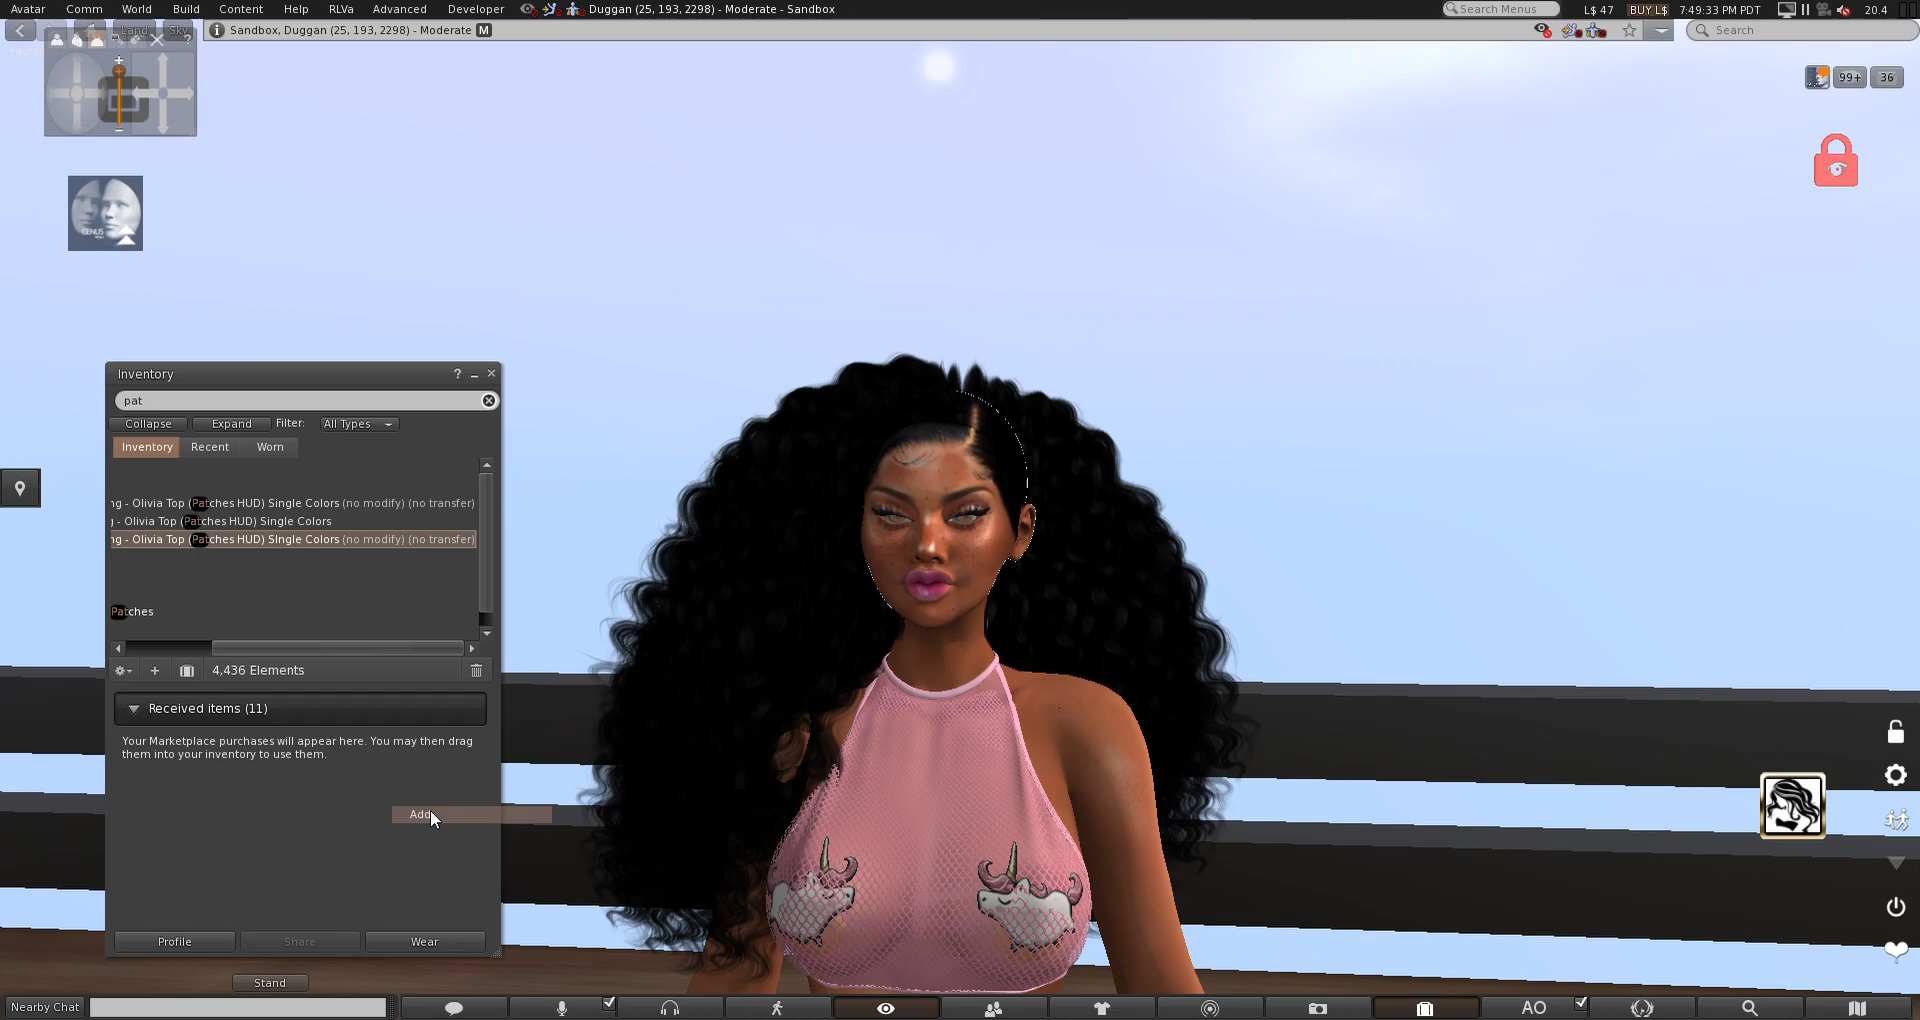 Avatar Comm World Build Content Help RLVa Advanced Developer Duggan (25, 193, 2298) - Moderate - Sandbox Search Menus L$ 47 BUY L$ 7:49:33 PM PDT 20.4
Land Sky Sandbox, Duggan (25, 193, 2298) - Moderate M Search
?
99+ 36
GENUS
Inventory ?
pat
Collapse Expand Filter: All Types
Inventory Recent Worn
ng - Olivia Top (Patches HUD) Single Colors (no modify) (no transfer)
- Olivia Top (Patches HUD) Single Colors
ng - Olivia Top (Patches HUD) SIngle Colors (no modify) (no transfer)
Patches
4,436 Elements
Received items (11)
Your Marketplace purchases will appear here. You may then drag
them into your inventory to use them.
Add
Profile Share Wear
Stand
Nearby Chat AO